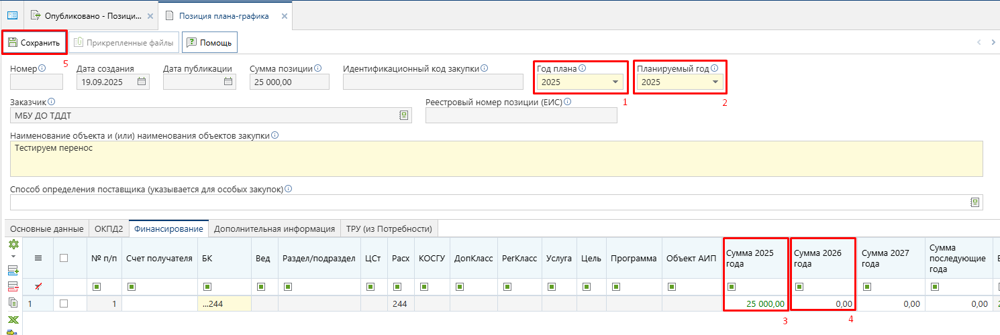 Опубликовано - Позици... Позиция плана-графика
Сохранить Прикрепленные файлы Помощь
5
Номер Дата создания Дата публикации Сумма позиции Идентификационный код закупки Год плана Планируемый год
19.09.2025 25 000,00 2025 2025
1 2
Заказчик Реестровый номер позиции (ЕИС)
МБУ ДО ТДДТ
Наименование объекта и (или) наименования объектов закупки
Тестируем перенос
Способ определения поставщика (указывается для особых закупок)
Основные данные ОКПД2 Финансирование Дополнительная информация ТРУ (из Потребности)
№ п/п Счет получателя БК Вед Раздел/подраздел ЦСт Расх КОСГУ ДопКласс РегКласс Услуга Цель Программа Объект АИП Сумма 2025 года Сумма 2026 года Сумма 2027 года Сумма последующие года
1 1 ...244 244 25 000,00 0,00 0,00 0,00
3 4